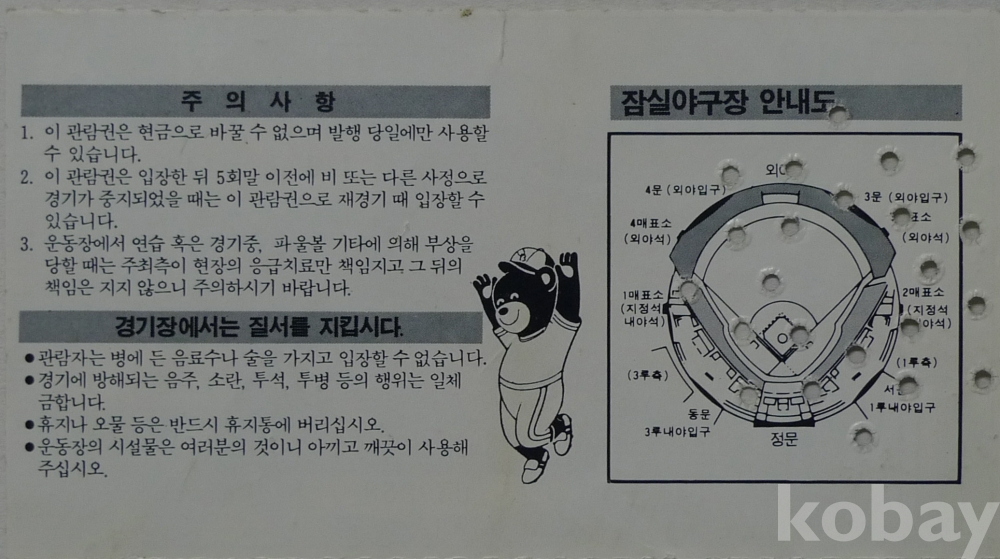 주 의 사 항
1. 이 관람권은 현금으로 바꿀 수 없으며 발행 당일에만 사용할
수 있습니다.
2. 이 관람권은 입장한 뒤 5회말 이전에 비 또는 다른 사정으로
경기가 중지되었을 때는 이 관람권으로 재경기 때 입장할 수
있습니다.
3. 운동장에서 연습 혹은 경기중, 파울볼 기타에 의해 부상을
당할 때는 주최측이 현장의 응급치료만 책임지고 그 뒤의
책임은 지지 않으니 주의하시기 바랍니다.
경기장에서는 질서를 지킵시다.
● 관람자는 병에 든 음료수나 술을 가지고 입장할 수 없습니다.
● 경기에 방해되는 음주, 소란, 투석, 투병 등의 행위는 일체
금합니다.
● 휴지나 오물 등은 반드시 휴지통에 버리십시오.
● 운동장의 시설물은 여러분의 것이니 아끼고 깨끗이 사용해
주십시오.
잠실야구장 안내도
4문 (외야입구)
3문 (외야입구)
4매표소
(외야석)
(외야석)
1매표소
(지정석
내야석)
2매표소
(지정석
(3루측)
(1루측)
동문
1루내야입구
3루내야입구
정문
kobay